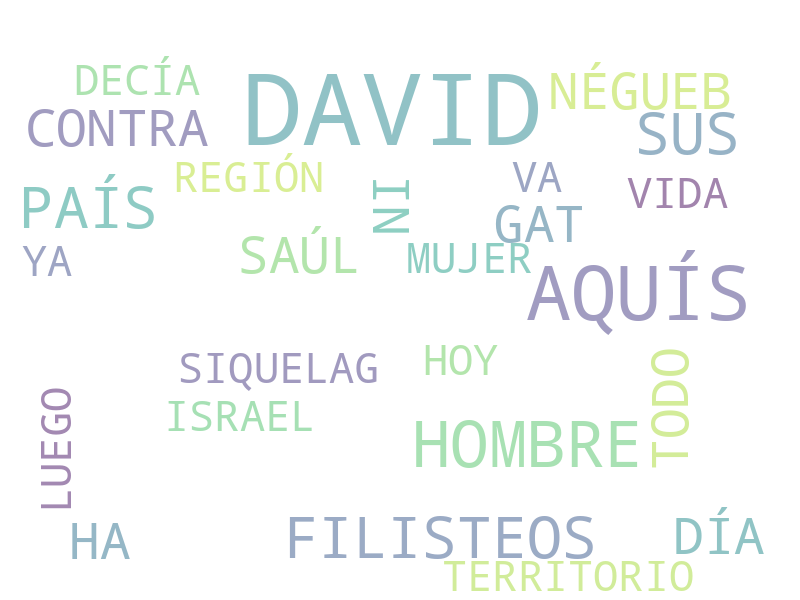 DECÍA
DAVID
NÉGUEB
CONTRA
SUS
REGIÓN
NI
VA
VIDA
PAÍS
GAT
YA
SAÚL
MUJER
AQUÍS
SIQUELAG
HOY
TODO
ISRAEL
LUEGO
HOMBRE
HA
FILISTEOS
DÍA
TERRITORIO